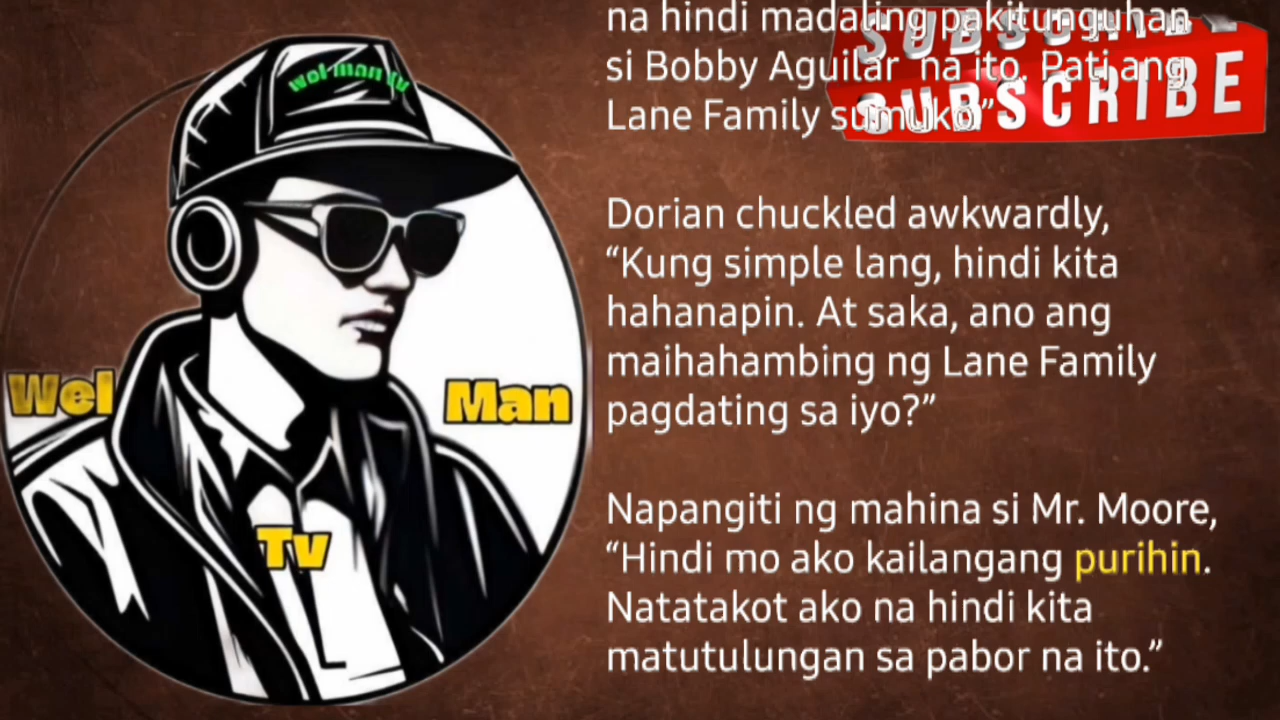 wel man tv
Wel
Man
Tv
na hindi madaling pakitunguhan
si Bobby Aguilar na ito. Pati ang
Lane Family sumuko.”
SUBSCRIBE
Dorian chuckled awkwardly,
“Kung simple lang, hindi kita
hahanapin. At saka, ano ang
maihahambing ng Lane Family
pagdating sa iyo?”
Napangiti ng mahina si Mr. Moore,
“Hindi mo ako kailangang purihin.
Natatakot ako na hindi kita
matutulungan sa pabor na ito.”